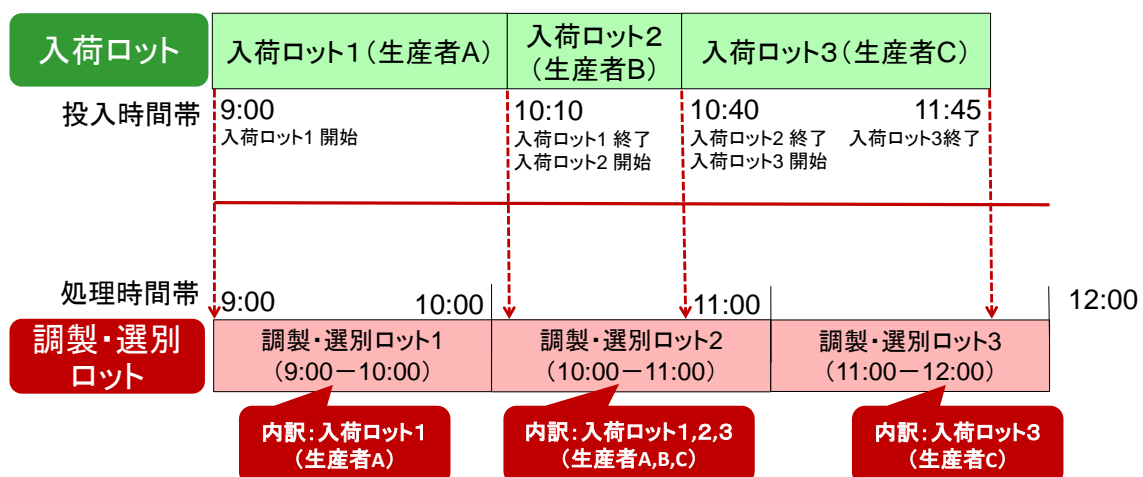 入荷ロット
入荷ロット1(生産者A)
入荷ロット2
(生産者B)
入荷ロット3(生産者C)
投入時間帯
9:00
入荷ロット1 開始
10:10
入荷ロット1 終了
入荷ロット2 開始
10:40
入荷ロット2 終了
入荷ロット3 開始
11:45
入荷ロット3終了
処理時間帯
9:00
10:00
11:00
12:00
調製・選別
ロット
調製・選別ロット1
(9:00-10:00)
調製・選別ロット2
(10:00-11:00)
調製・選別ロット3
(11:00-12:00)
内訳:入荷ロット1
(生産者A)
内訳:入荷ロット1,2,3
(生産者A,B,C)
内訳:入荷ロット3
(生産者C)